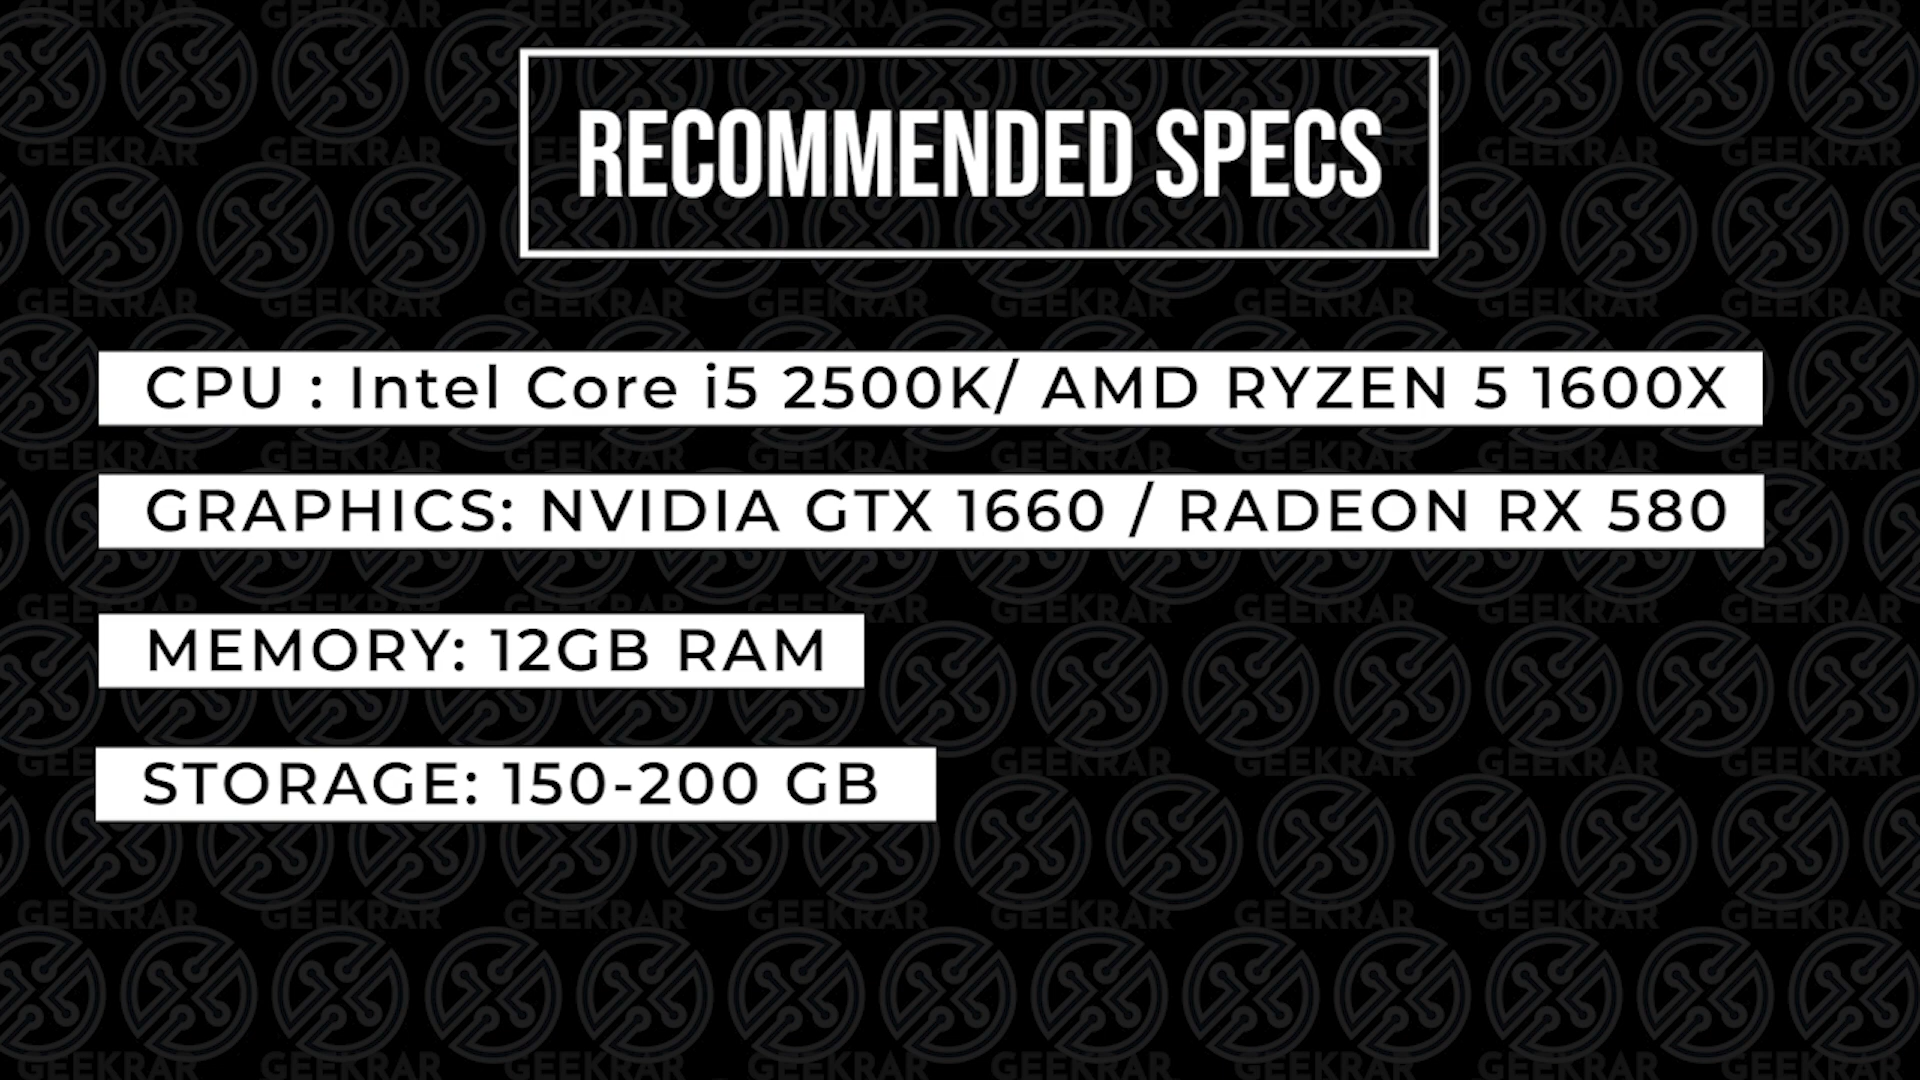 RECOMMENDED SPECS
CPU : Intel Core i5 2500K/ AMD RYZEN 5 1600X
GRAPHICS: NVIDIA GTX 1660 / RADEON RX 580
MEMORY: 12GB RAM
STORAGE: 150-200 GB
GEEKRAR